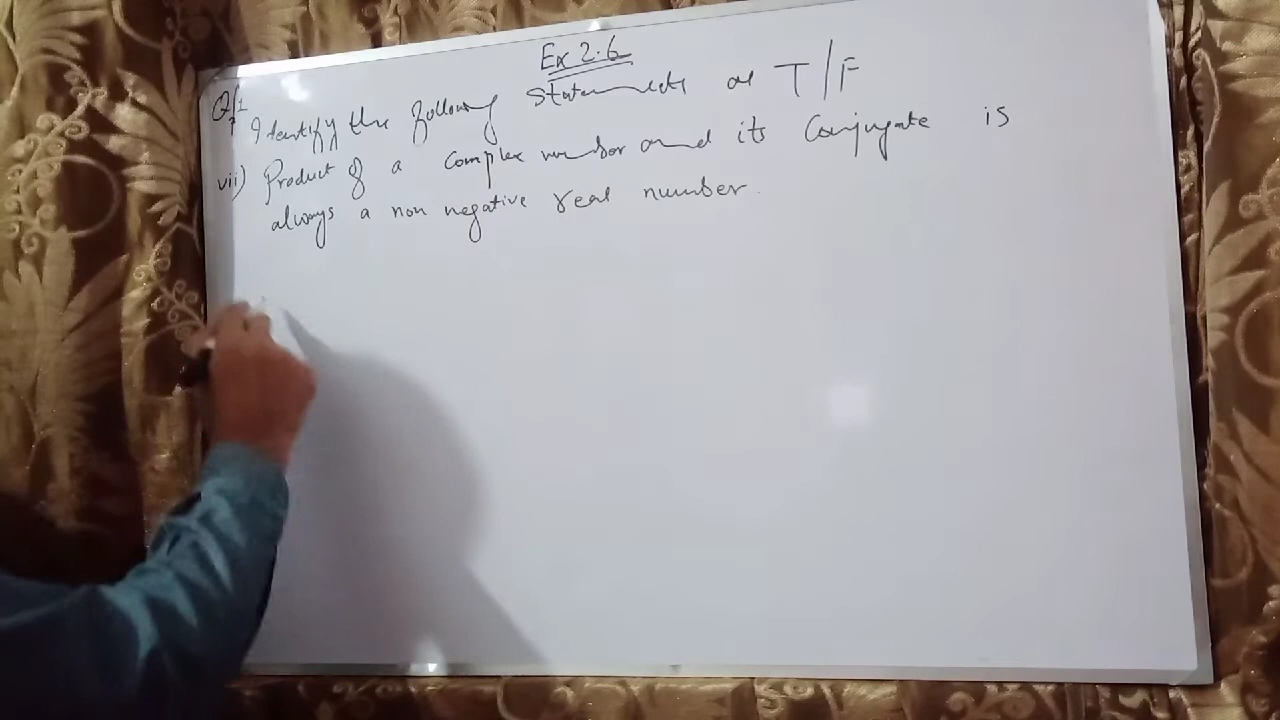 Ex 2.6
Q/1 Identify the following statements as T/F
vii) Product of a complex number and its Conjugate is
always a non negative real number.